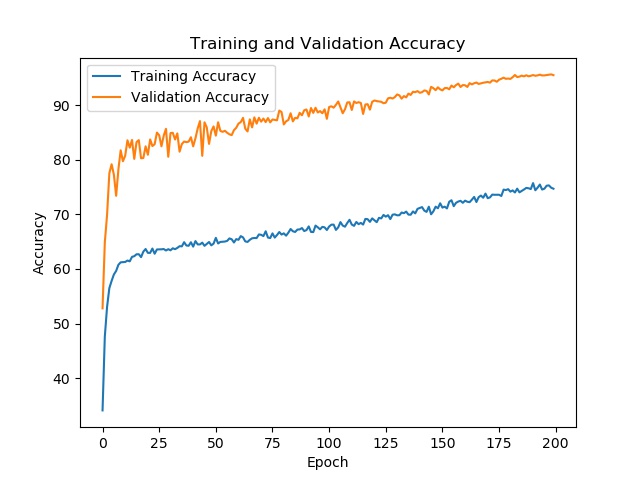 Training and Validation Accuracy
Training Accuracy
Validation Accuracy
90
80
70
60
50
40
Accuracy
0 25 50 75 100 125 150 175 200
Epoch